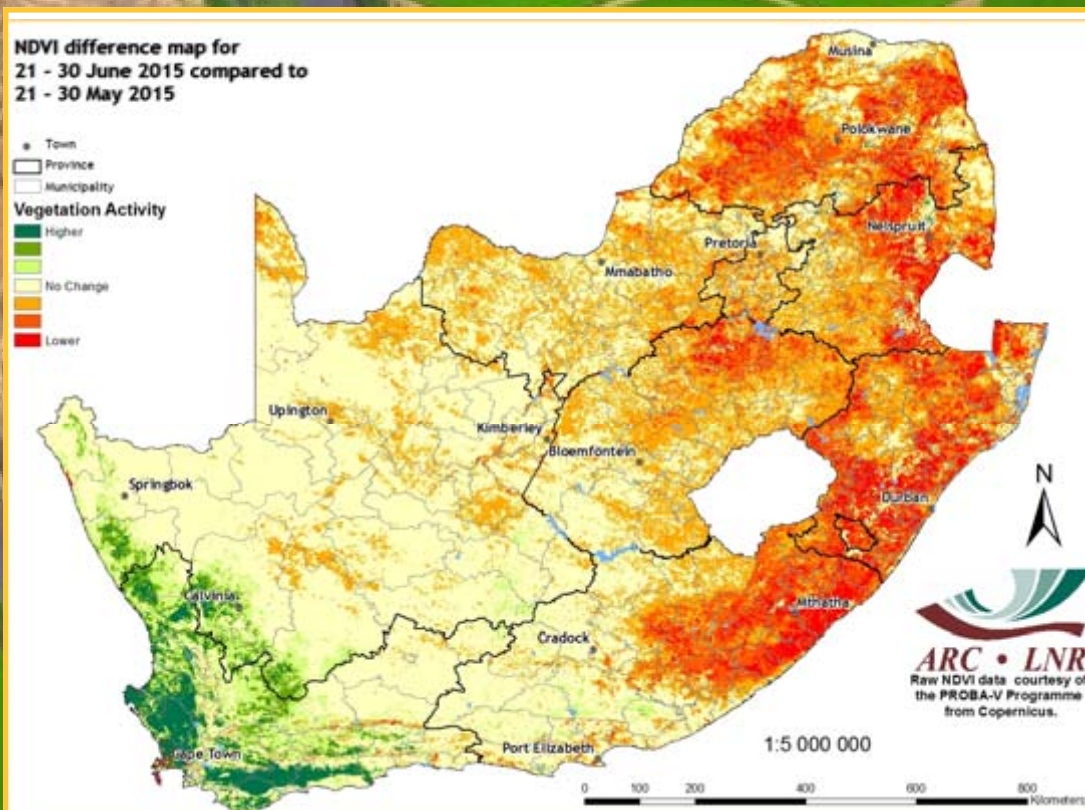 NDVI difference map for
21 - 30 June 2015 compared to
21 - 30 May 2015
Town
Province
Municipality
Vegetation Activity
Higher
No Change
Lower
Musina
Polokwane
Nelspruit
Pretoria
Mmabatho
Upington
Kimberley
Bloemfontein
Springbok
Durban
N
Calvinia
Mthatha
Cradock
ARC • LNR
Raw NDVI data courtesy of
the PROBA-V Programme
from Copernicus.
Cape Town
Port Elizabeth
1:5 000 000
0 100 200 400 600 800
Kilometers